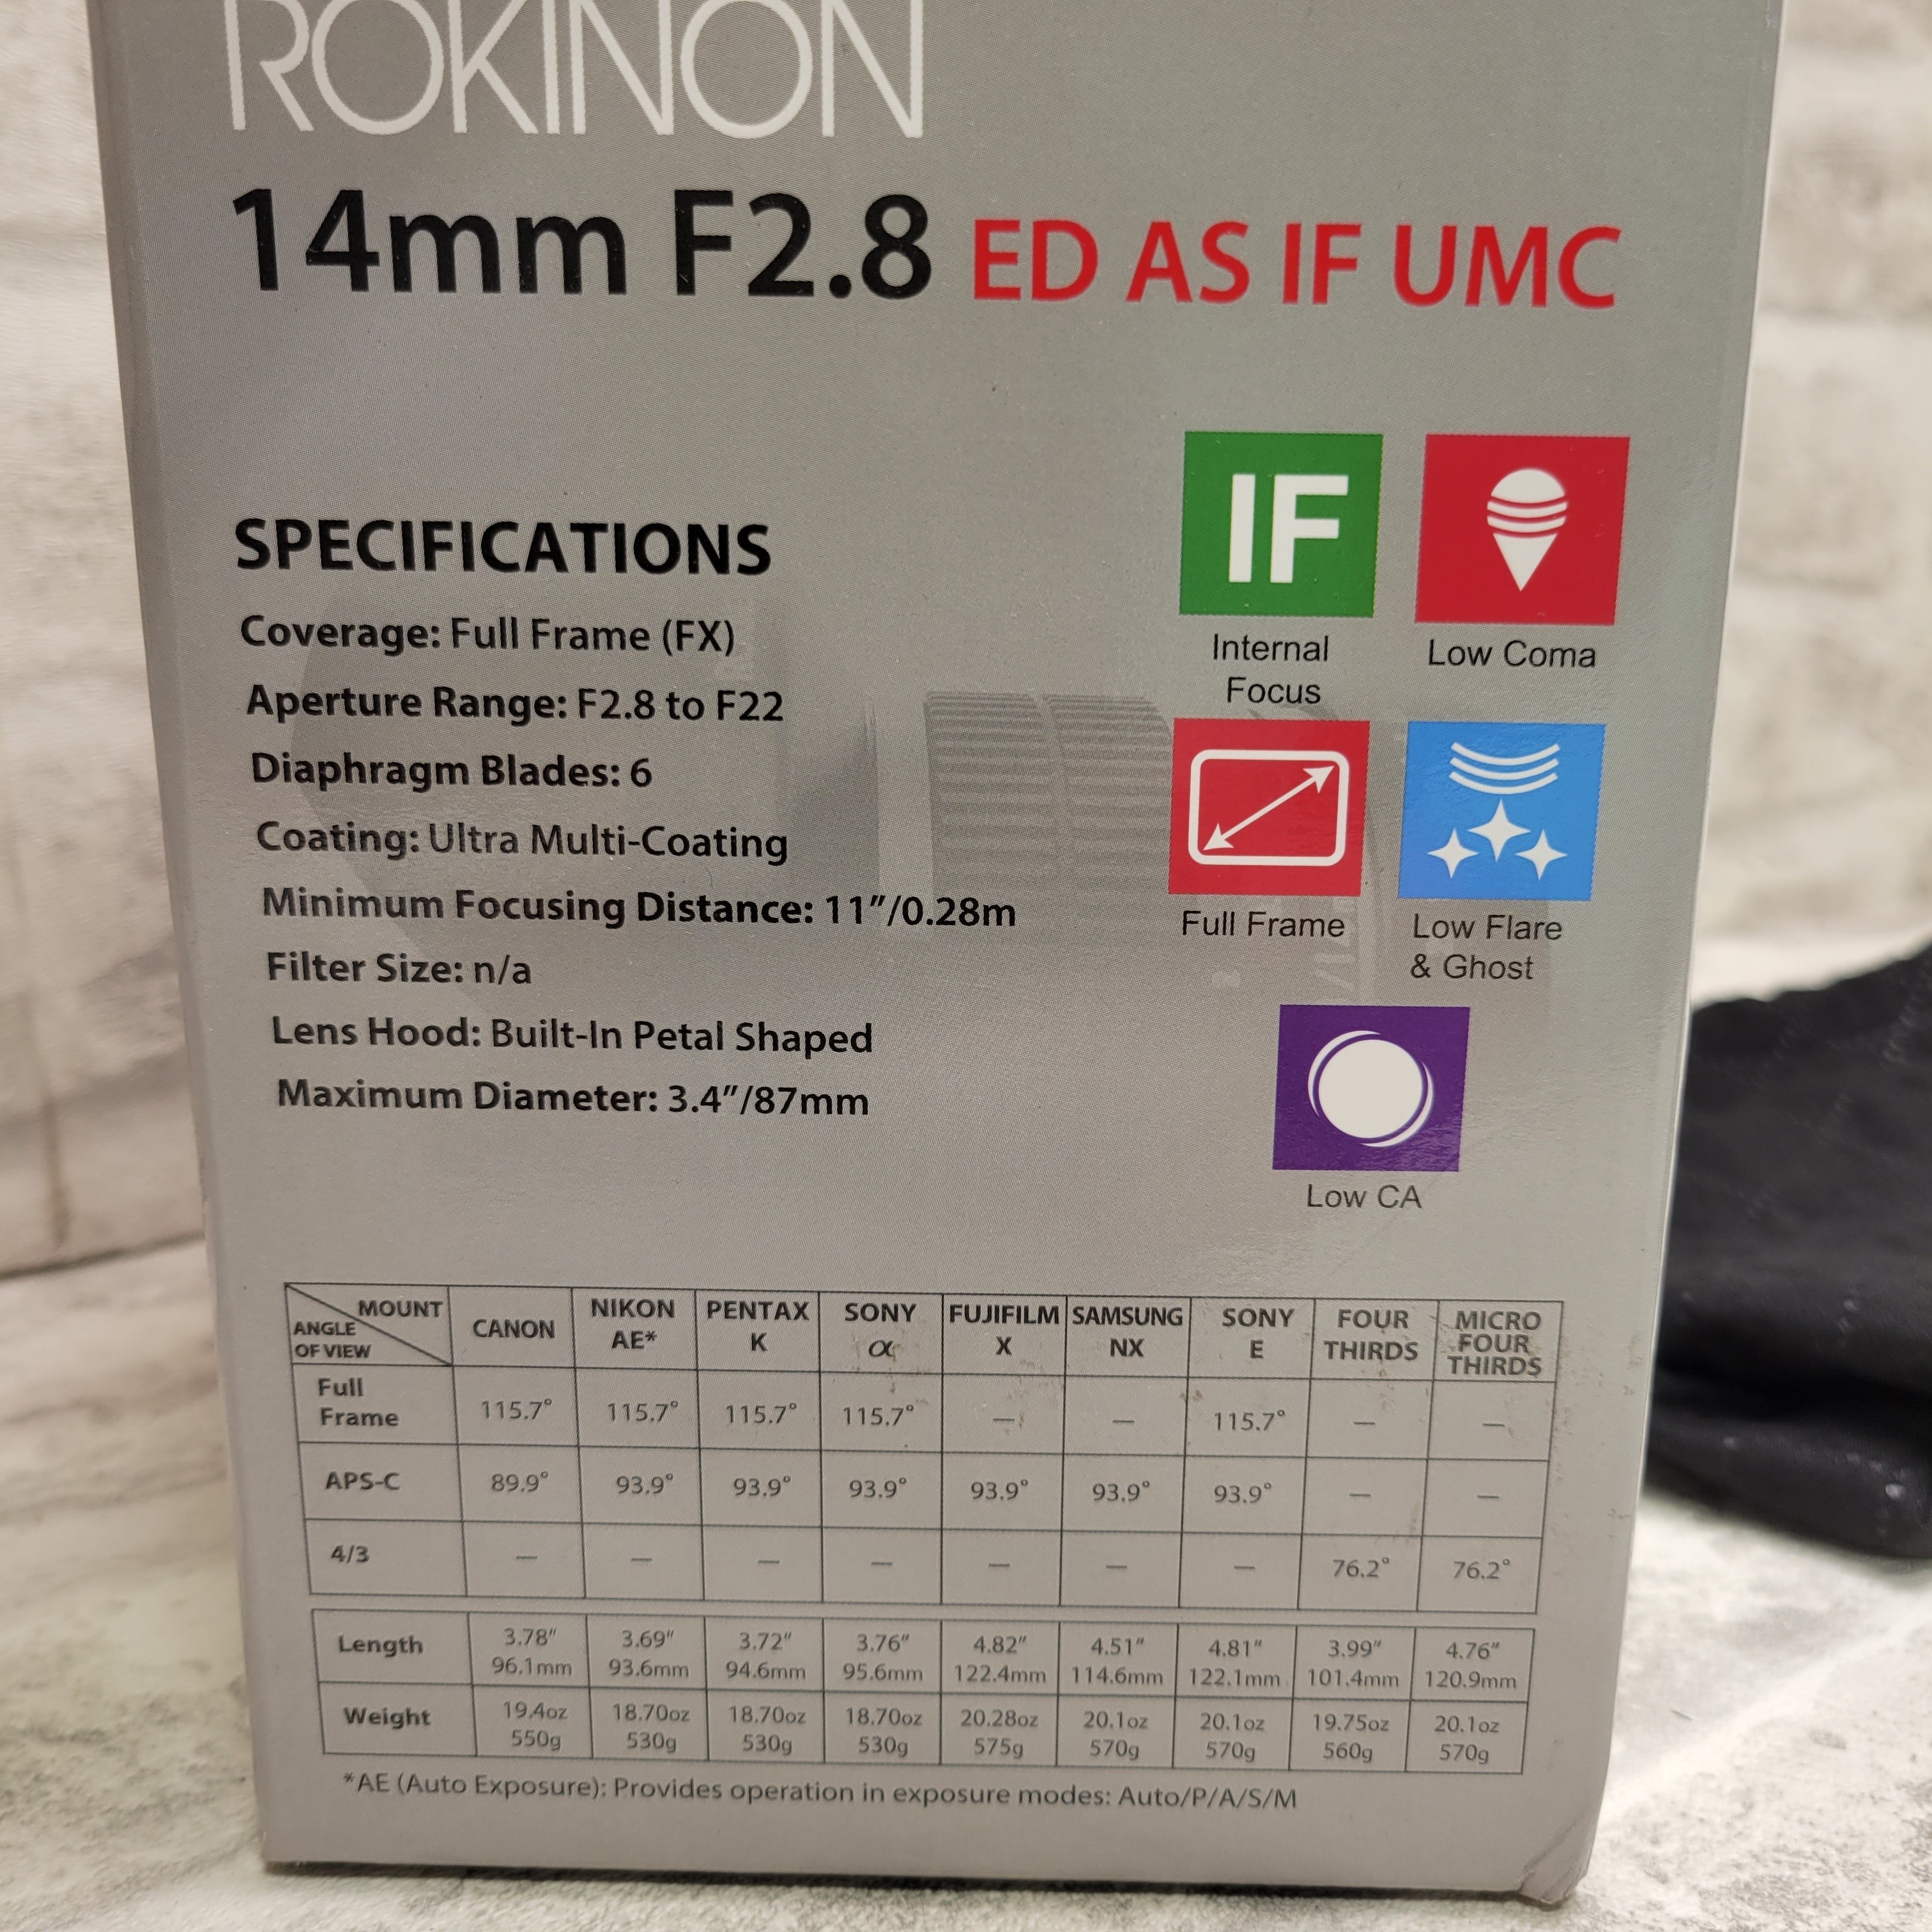 ROKINON
14mm F2.8 ED AS IF UMC
IF
Internal
Focus
Low Coma
Full Frame
Low Flare
& Ghost
Low CA
SPECIFICATIONS
Coverage: Full Frame (FX)
Aperture Range: F2.8 to F22
Diaphragm Blades: 6
Coating: Ultra Multi-Coating
Minimum Focusing Distance: 11"/0.28m
Filter Size: n/a
Lens Hood: Built-In Petal Shaped
Maximum Diameter: 3.4"/87mm
MOUNT
ANGLE
OF VIEW
CANON
NIKON
AE*
PENTAX
K
SONY
α
FUJIFILM
X
SAMSUNG
NX
SONY
E
FOUR
THIRDS
MICRO
FOUR
THIRDS
Full
Frame
115.7° 115.7° 115.7° 115.7° — — 115.7° — —
APS-C 89.9° 93.9° 93.9° 93.9° 93.9° 93.9° 93.9° — —
4/3 — — — — — — — 76.2° 76.2°
Length
3.78" 3.69" 3.72" 3.76" 4.82" 4.51" 4.81" 3.99" 4.76"
96.1mm 93.6mm 94.6mm 95.6mm 122.4mm 114.6mm 122.1mm 101.4mm 120.9mm
Weight
19.4oz 18.70oz 18.70oz 18.70oz 20.28oz 20.1oz 20.1oz 19.75oz 20.1oz
550g 530g 530g 530g 575g 570g 570g 560g 570g
*AE (Auto Exposure): Provides operation in exposure modes: Auto/P/A/S/M